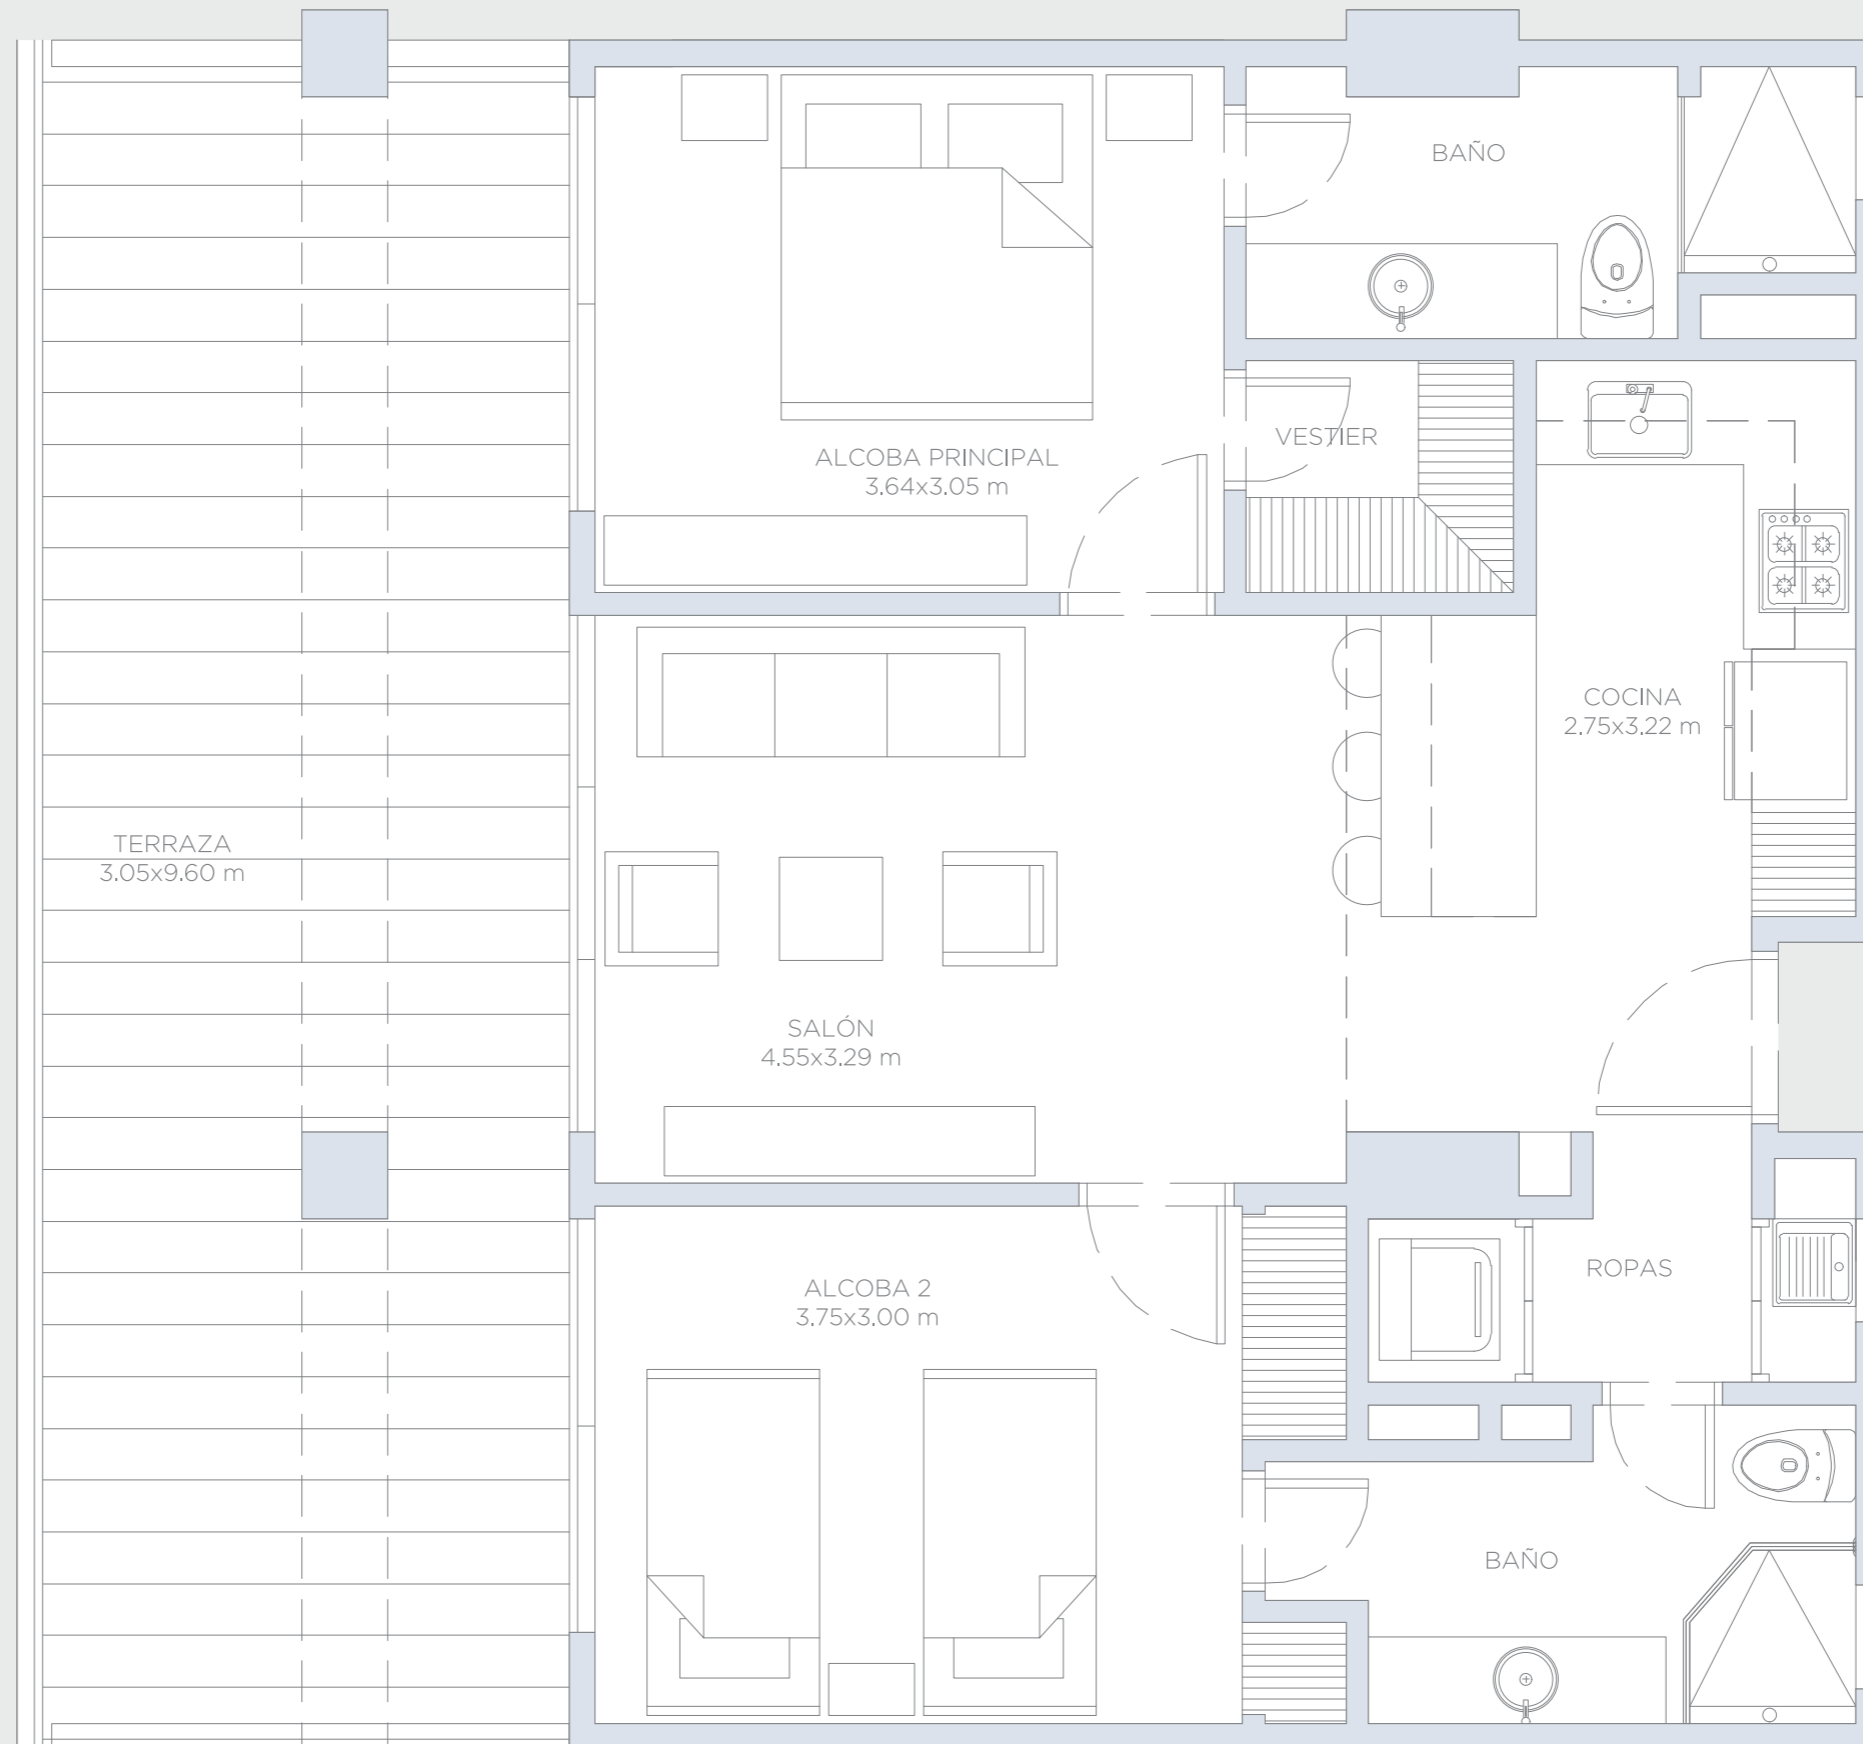 BAÑO
VESTIER
ALCOBA PRINCIPAL
3.64x3.05 m
COCINA
2.75x3.22 m
TERRAZA
3.05x9.60 m
SALÓN
4.55x3.29 m
ROPAS
ALCOBA 2
3.75x3.00 m
BAÑO